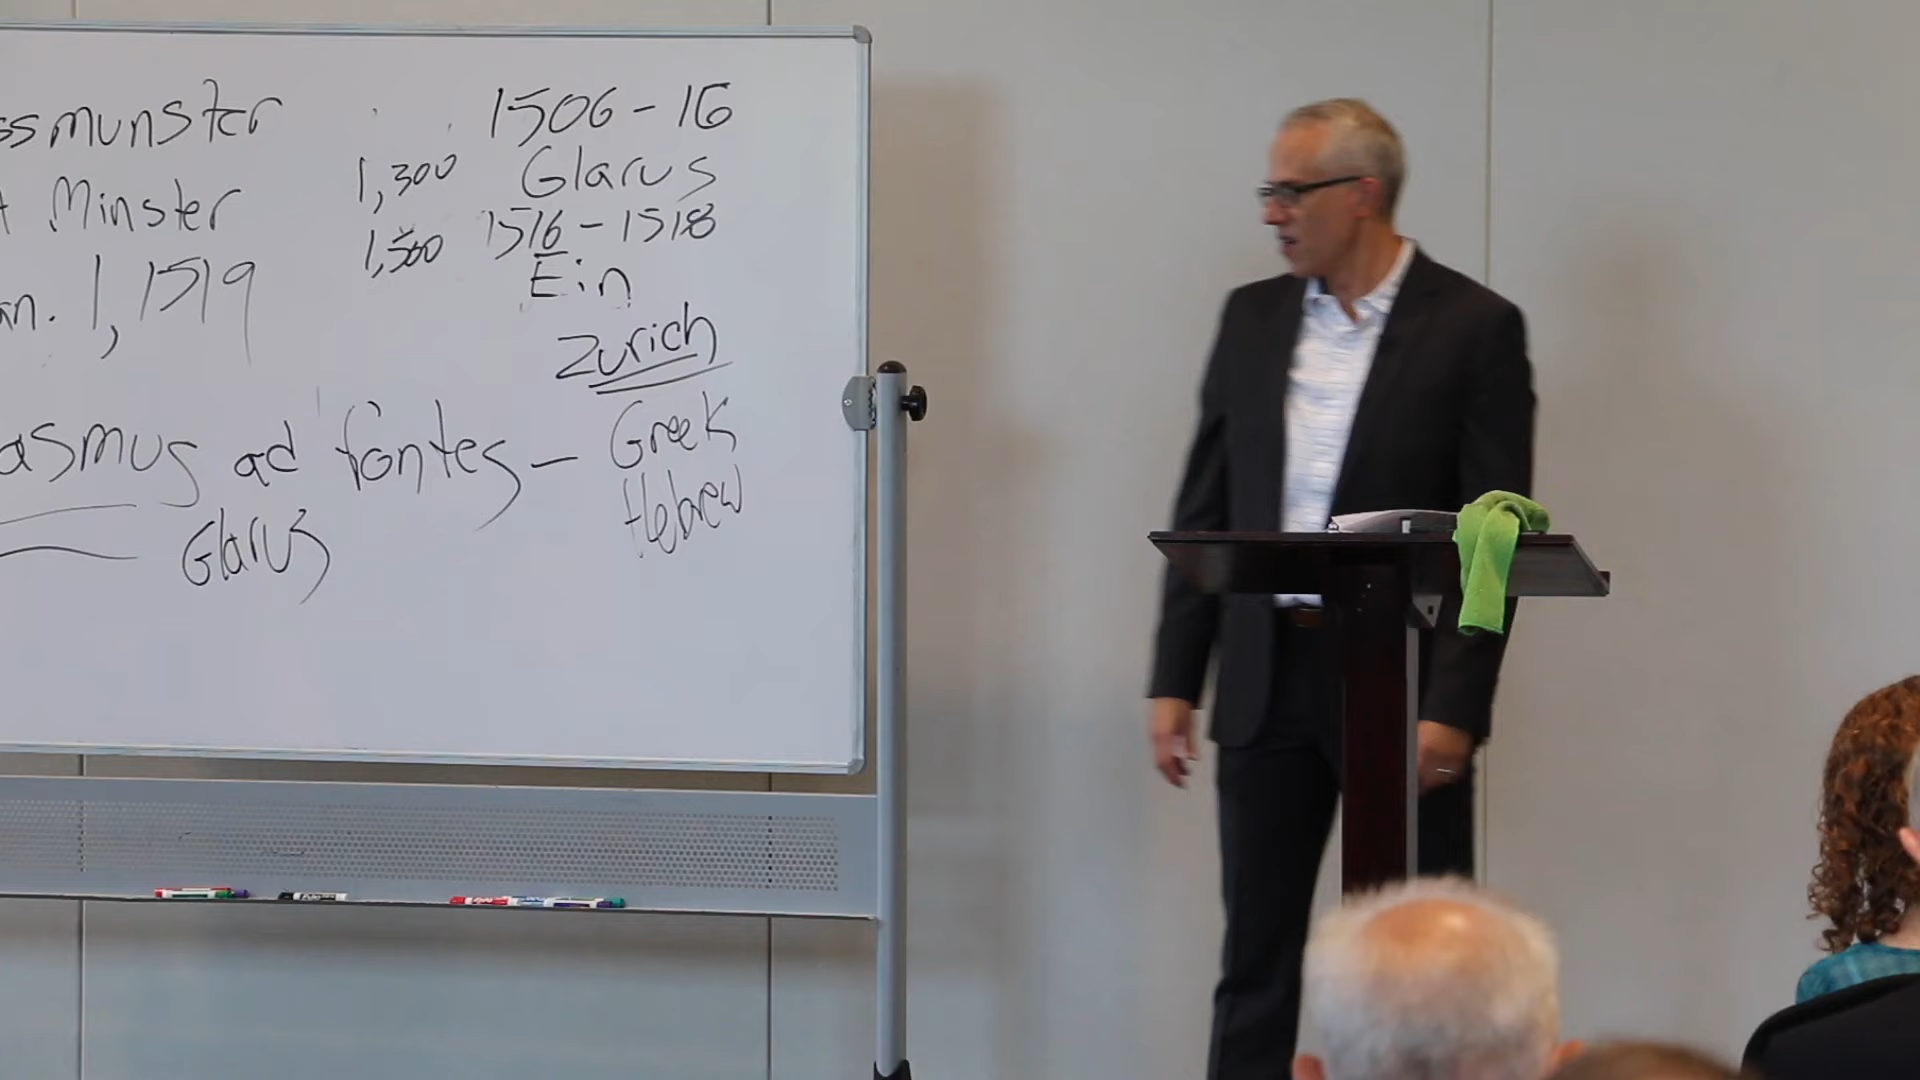 ssmunster
Minster
an. 1, 1519
1,300
1,500
1506-16
Glarus
1516-1518
Ein
Zurich
asmus ad fontes - Greek
Hebrew
Glarus